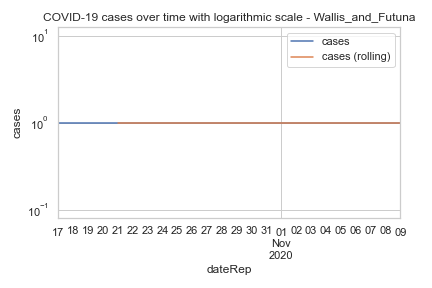 COVID-19 cases over time with logarithmic scale - Wallis_and_Futuna
cases
cases (rolling)
10¹
10⁰
10⁻¹
cases
17 18 19 20 21 22 23 24 25 26 27 28 29 30 31 01 02 03 04 05 06 07 08 09
Nov
2020
dateRep